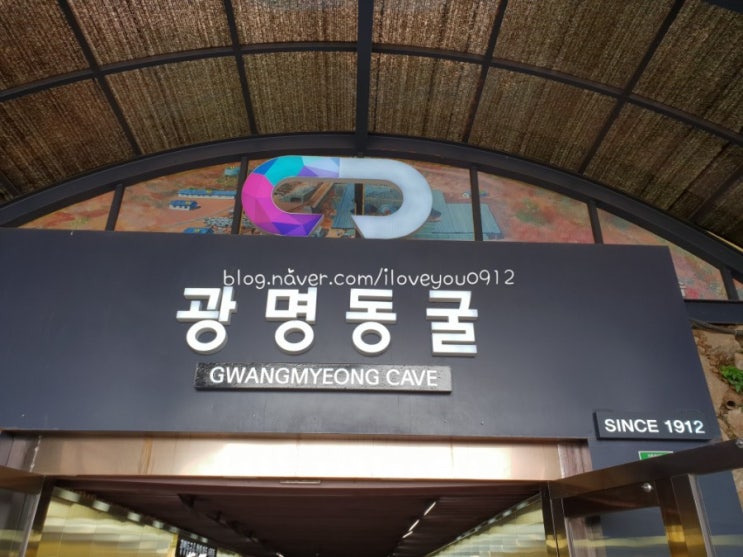 blog.naver.com/iloveyou0912
광명동굴
GWANGMYEONG CAVE
SINCE 1912